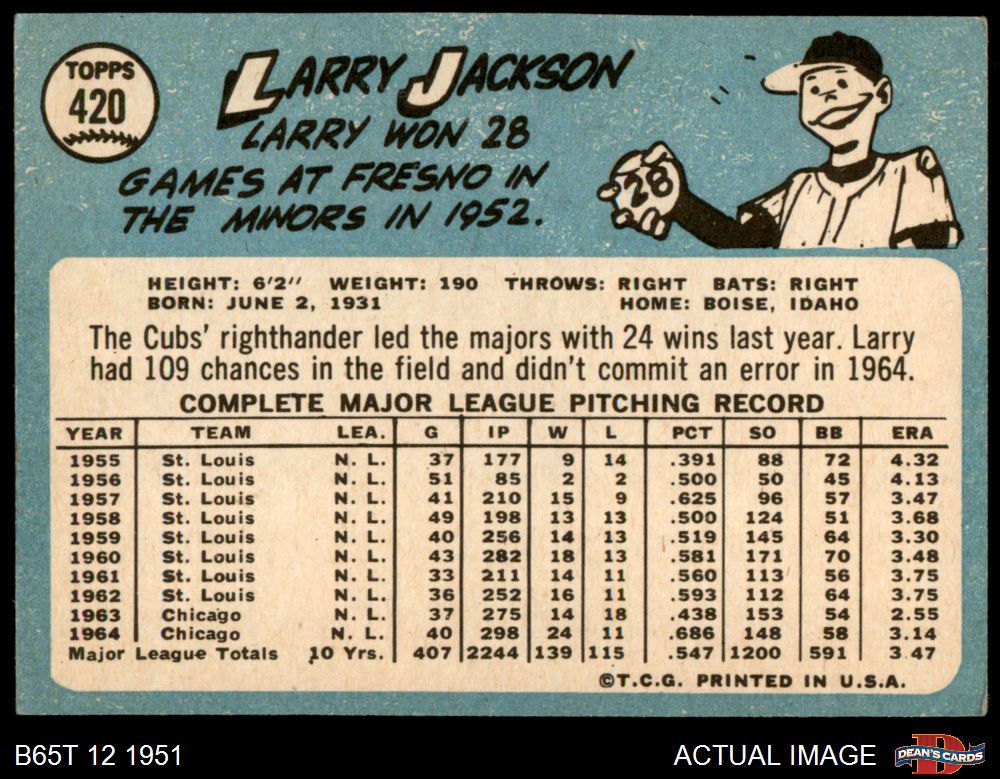 TOPPS
420
LARRY JACKSON
LARRY WON 28
GAMES AT FRESNO IN
THE MINORS IN 1952.
28
HEIGHT: 6'2" WEIGHT: 190 THROWS: RIGHT BATS: RIGHT
BORN: JUNE 2, 1931 HOME: BOISE, IDAHO
The Cubs' righthander led the majors with 24 wins last year. Larry
had 109 chances in the field and didn't commit an error in 1964.
COMPLETE MAJOR LEAGUE PITCHING RECORD
YEAR TEAM LEA. G IP W L PCT SO BB ERA
1955 St. Louis N. L. 37 177 9 14 .391 88 72 4.32
1956 St. Louis N. L. 51 85 2 2 .500 50 45 4.13
1957 St. Louis N. L. 41 210 15 9 .625 96 57 3.47
1958 St. Louis N. L. 49 198 13 13 .500 124 51 3.68
1959 St. Louis N. L. 40 256 14 13 .519 145 64 3.30
1960 St. Louis N. L. 43 282 18 13 .581 171 70 3.48
1961 St. Louis N. L. 33 211 14 11 .560 113 56 3.75
1962 St. Louis N. L. 36 252 16 11 .593 112 64 3.75
1963 Chicago N. L. 37 275 14 18 .438 153 54 2.55
1964 Chicago N. L. 40 298 24 11 .686 148 58 3.14
Major League Totals 10 Yrs. 407 2244 139 115 .547 1200 591 3.47
©T.C.G. PRINTED IN U.S.A.
B65T 12 1951 ACTUAL IMAGE DEAN'S CARDS